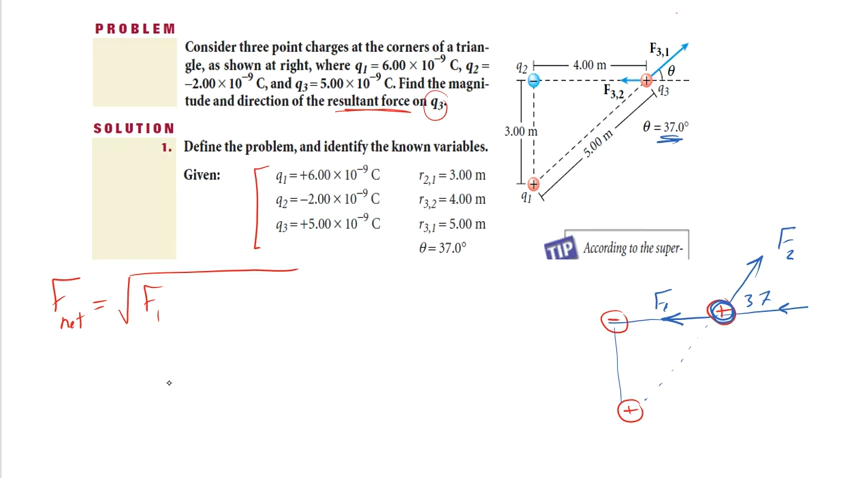 PROBLEM
Consider three point charges at the corners of a trian-
gle, as shown at right, where q1 = 6.00 × 10^−9 C, q2 =
−2.00 × 10^−9 C, and q3 = 5.00 × 10^−9 C. Find the magni-
tude and direction of the resultant force on q3.
SOLUTION
1. Define the problem, and identify the known variables.
Given: q1 = +6.00 × 10^−9 C r2,1 = 3.00 m
q2 = −2.00 × 10^−9 C r3,2 = 4.00 m
q3 = +5.00 × 10^−9 C r3,1 = 5.00 m
θ = 37.0°
F3,1
q2 4.00 m θ
− +
F3,2 q3
3.00 m
θ = 37.0°
5.00 m
+
q1
TIP According to the super-
Fnet = √F1
F2
F1 37
− +
+